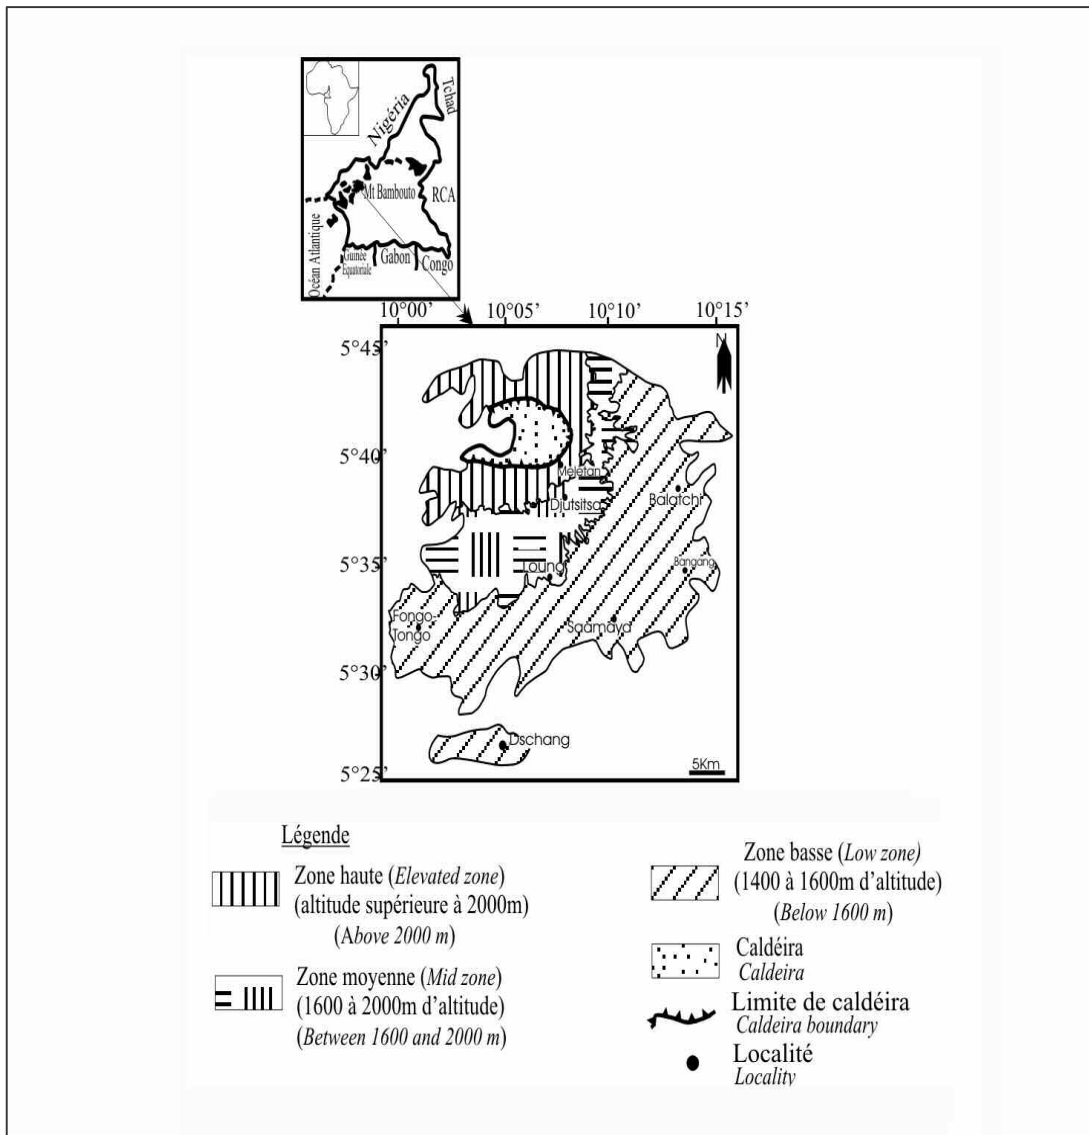 Nigéria
Tchad
Mt Bambouto
RCA
Océan Atlantique
Guinée
Équatoriale
Gabon
Congo
10°00’ 10°05’ 10°10’ 10°15’
5°45’
N
5°40’
Meletan
Djutsitsa
Balatchi
5°35’
Loung
Bangang
Fongo-
Tongo
Saamaya
5°30’
Dschang
5°25’
5Km
Légende
Zone haute (Elevated zone)
(altitude supérieure à 2000m)
(Above 2000 m)
Zone moyenne (Mid zone)
(1600 à 2000m d’altitude)
(Between 1600 and 2000 m)
Zone basse (Low zone)
(1400 à 1600m d’altitude)
(Below 1600 m)
Caldéira
Caldeira
Limite de caldéira
Caldeira boundary
Localité
Locality